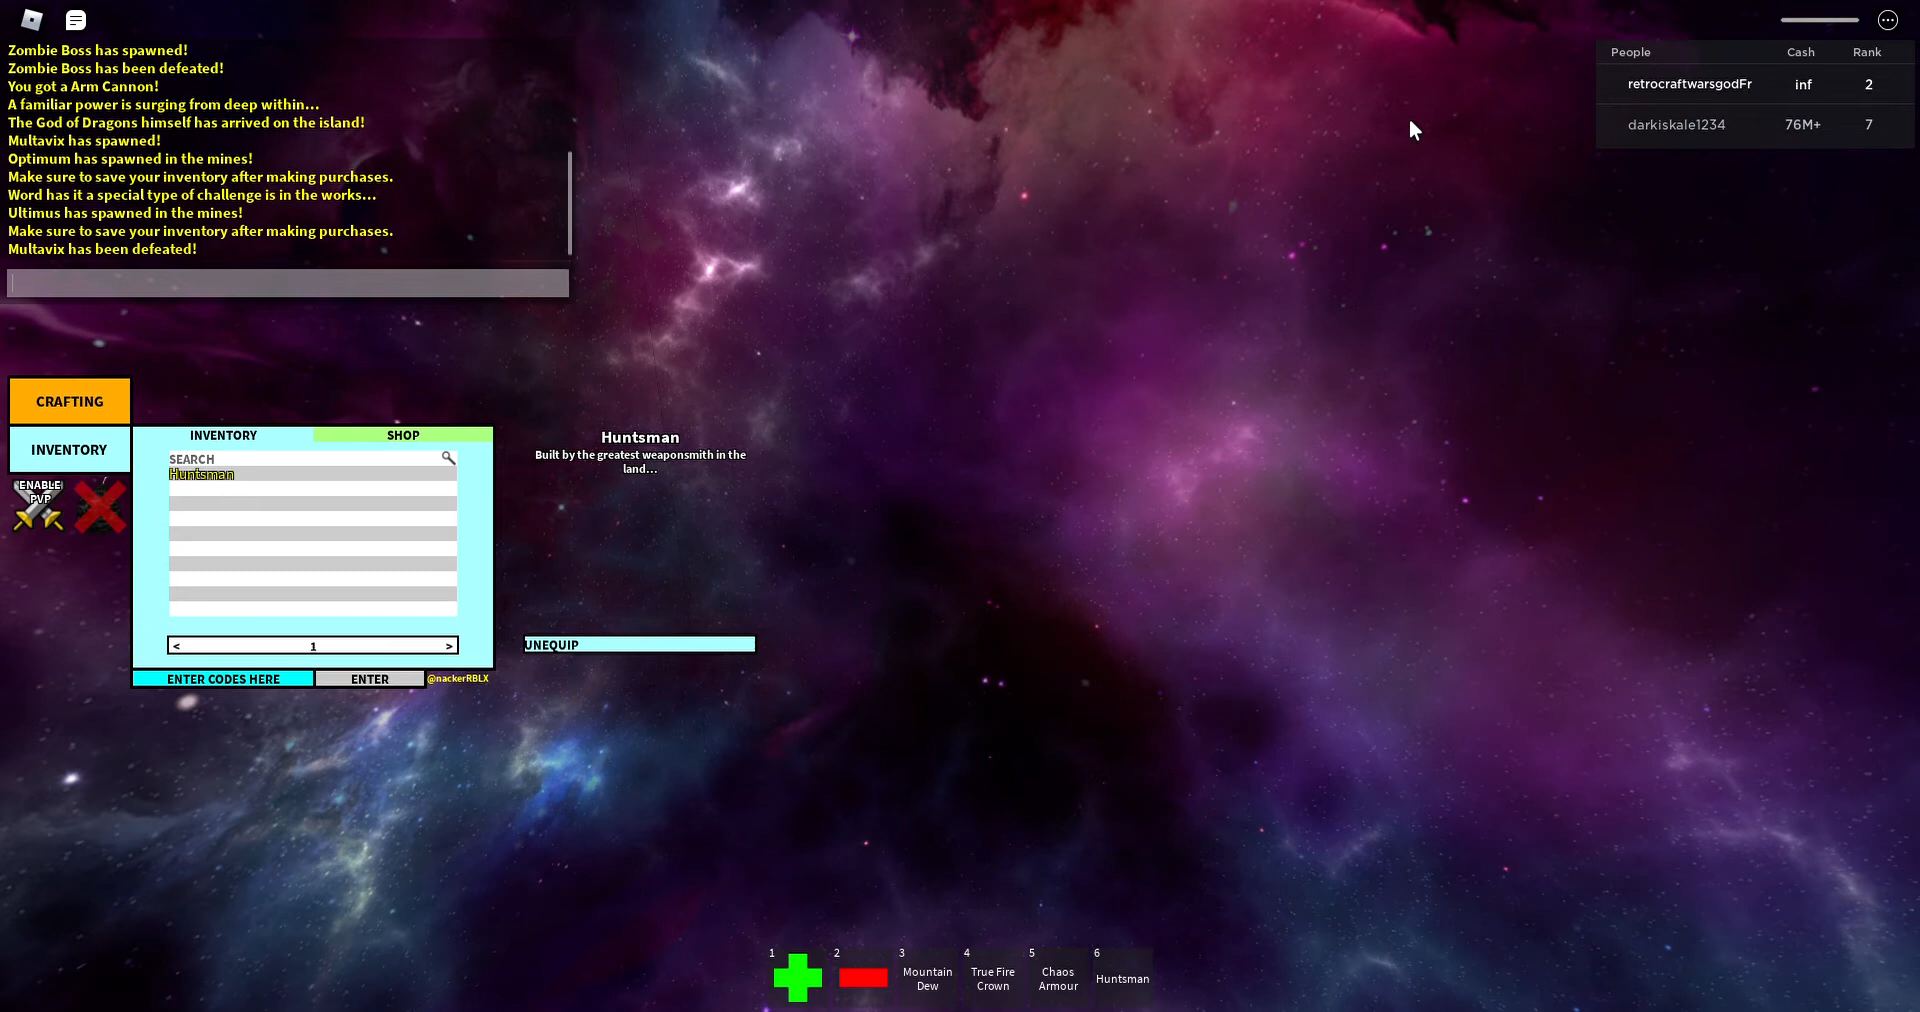 Zombie Boss has spawned!
Zombie Boss has been defeated!
You got a Arm Cannon!
A familiar power is surging from deep within...
The God of Dragons himself has arrived on the island!
Multavix has spawned!
Optimum has spawned in the mines!
Make sure to save your inventory after making purchases.
Word has it a special type of challenge is in the works...
Ultimus has spawned in the mines!
Make sure to save your inventory after making purchases.
Multavix has been defeated!
People Cash Rank
retrocraftwarsgodFr inf 2
darkiskale1234 76M+ 7
CRAFTING
INVENTORY
ENABLE
PVP
INVENTORY SHOP
SEARCH
Huntsman
< 1 >
ENTER CODES HERE ENTER @nackerRBLX
Huntsman
Built by the greatest weaponsmith in the
land...
UNEQUIP
1 2 3 4 5 6
Mountain
Dew
True Fire
Crown
Chaos
Armour
Huntsman